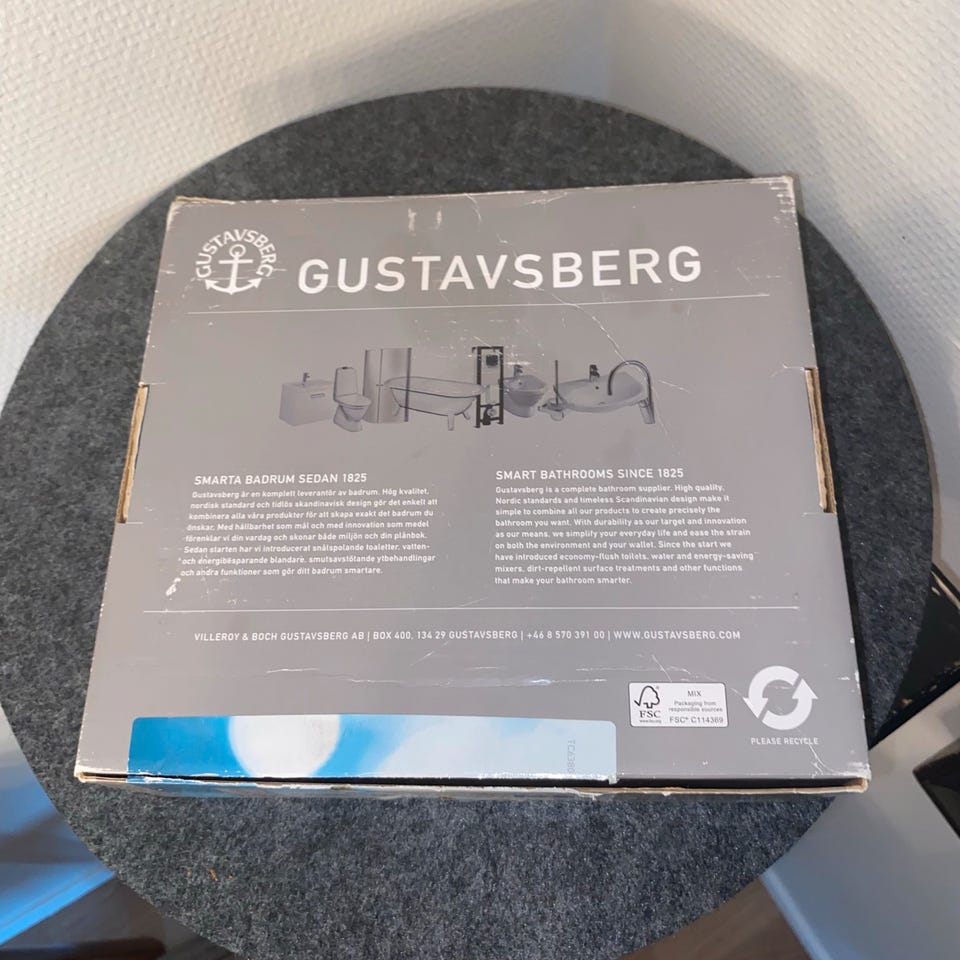 GUSTAVSBERG
GUSTAVSBERG
SMARTA BADRUM SEDAN 1825
Gustavsberg är en komplett leverantör av badrum. Hög kvalitet,
nordisk standard och tidlös skandinavisk design gör det enkelt att
kombinera alla våra produkter för att skapa exakt det badrum du
önskar. Med hållbarhet som mål och med innovation som medel
förenklar vi din vardag och skonar både miljön och din plånbok.
Sedan starten har vi introducerat snålspolande toaletter, vatten-
och energibesparande blandare, smutsavstötande ytbehandlingar
och andra funktioner som gör ditt badrum smartare.
SMART BATHROOMS SINCE 1825
Gustavsberg is a complete bathroom supplier. High quality,
Nordic standards and timeless Scandinavian design make it
simple to combine all our products to create precisely the
bathroom you want. With durability as our target and innovation
as our means, we simplify your everyday life and ease the strain
on both the environment and your wallet. Since the start we
have introduced economy-flush toilets, water and energy-saving
mixers, dirt-repellent surface treatments and other functions
that make your bathroom smarter.
VILLEROY & BOCH GUSTAVSBERG AB | BOX 400, 134 29 GUSTAVSBERG | +46 8 570 391 00 | WWW.GUSTAVSBERG.COM
FSC
www.fsc.org
MIX
Packaging from
responsible sources
FSC® C114369
PLEASE RECYCLE